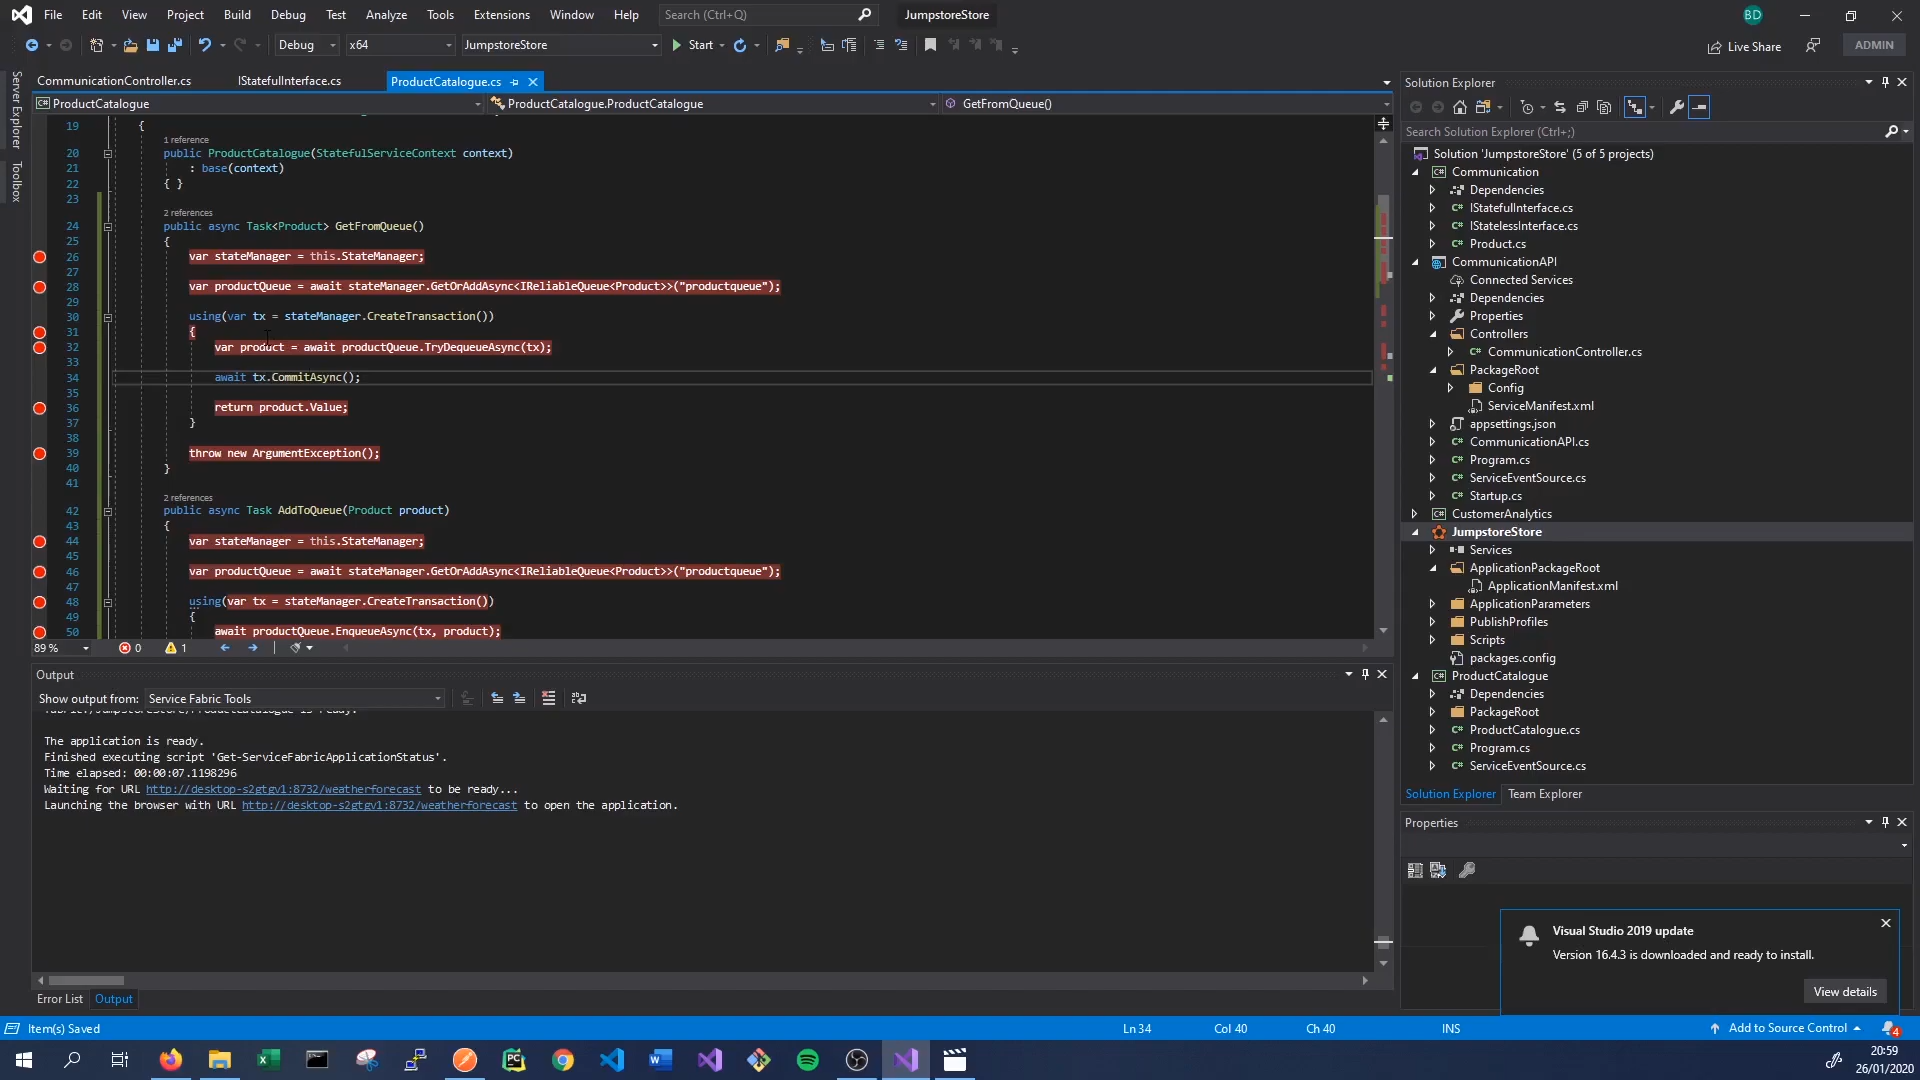 File Edit View Project Build Debug Test Analyze Tools Extensions Window Help Search (Ctrl+Q) JumpstoreStore BD
Debug x64 JumpstoreStore Start Live Share ADMIN
Server Explorer
Toolbox
CommunicationController.cs IStatefulInterface.cs ProductCatalogue.cs
ProductCatalogue ProductCatalogue.ProductCatalogue GetFromQueue()
19 {
1 reference
20 public ProductCatalogue(StatefulServiceContext context)
21 : base(context)
22 { }
23
2 references
24 public async Task<Product> GetFromQueue()
25 {
26 var stateManager = this.StateManager;
27
28 var productQueue = await stateManager.GetOrAddAsync<IReliableQueue<Product>>("productqueue");
29
30 using(var tx = stateManager.CreateTransaction())
31 {
32 var product = await productQueue.TryDequeueAsync(tx);
33
34 await tx.CommitAsync();
35
36 return product.Value;
37 }
38
39 throw new ArgumentException();
40 }
41
2 references
42 public async Task AddToQueue(Product product)
43 {
44 var stateManager = this.StateManager;
45
46 var productQueue = await stateManager.GetOrAddAsync<IReliableQueue<Product>>("productqueue");
47
48 using(var tx = stateManager.CreateTransaction())
49 {
50 await productQueue.EnqueueAsync(tx, product);
89 % 0 1
Output
Show output from: Service Fabric Tools
The application is ready.
Finished executing script 'Get-ServiceFabricApplicationStatus'.
Time elapsed: 00:00:07.1198296
Waiting for URL http://desktop-s2gtgv1:8732/weatherforecast to be ready...
Launching the browser with URL http://desktop-s2gtgv1:8732/weatherforecast to open the application.
Error List Output
Solution Explorer
Search Solution Explorer (Ctrl+;)
Solution 'JumpstoreStore' (5 of 5 projects)
Communication
Dependencies
IStatefulInterface.cs
IStatelessInterface.cs
Product.cs
CommunicationAPI
Connected Services
Dependencies
Properties
Controllers
CommunicationController.cs
PackageRoot
Config
ServiceManifest.xml
appsettings.json
CommunicationAPI.cs
Program.cs
ServiceEventSource.cs
Startup.cs
CustomerAnalytics
JumpstoreStore
Services
ApplicationPackageRoot
ApplicationManifest.xml
ApplicationParameters
PublishProfiles
Scripts
packages.config
ProductCatalogue
Dependencies
PackageRoot
ProductCatalogue.cs
Program.cs
ServiceEventSource.cs
Solution Explorer Team Explorer
Properties
Visual Studio 2019 update
Version 16.4.3 is downloaded and ready to install.
View details
Item(s) Saved Ln 34 Col 40 Ch 40 INS Add to Source Control 4
20:59
26/01/2020